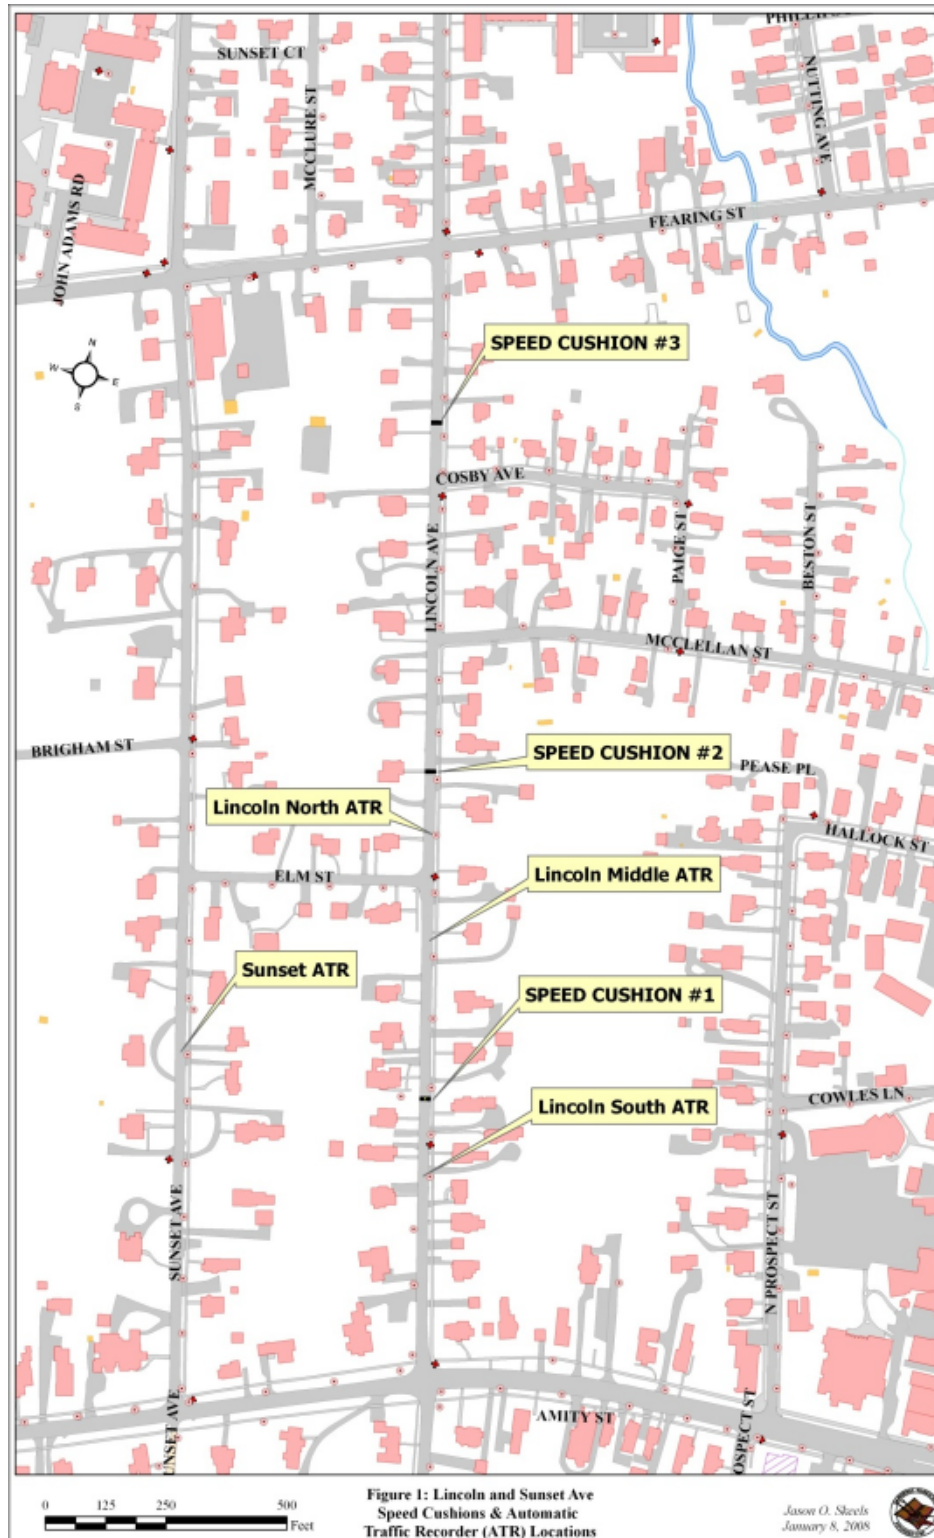 PHILLIPS
SUNSET CT
NUTTING AVE
MCCLURE ST
JOHN ADAMS RD
FEARING ST
SPEED CUSHION #3
N
W
E
S
COSBY AVE
LINCOLN AVE
PAIGE ST
BESTON ST
MCCLELLAN ST
BRIGHAM ST
SPEED CUSHION #2
PEASE PL
Lincoln North ATR
HALLOCK ST
ELM ST
Lincoln Middle ATR
Sunset ATR
SPEED CUSHION #1
COWLES LN
Lincoln South ATR
SUNSET AVE
N PROSPECT ST
AMITY ST
UNSET AVE
OSPECT ST
0 125 250 500
Feet
Figure 1: Lincoln and Sunset Ave
Speed Cushions & Automatic
Traffic Recorder (ATR) Locations
Jason O. Skeels
January 8, 2008